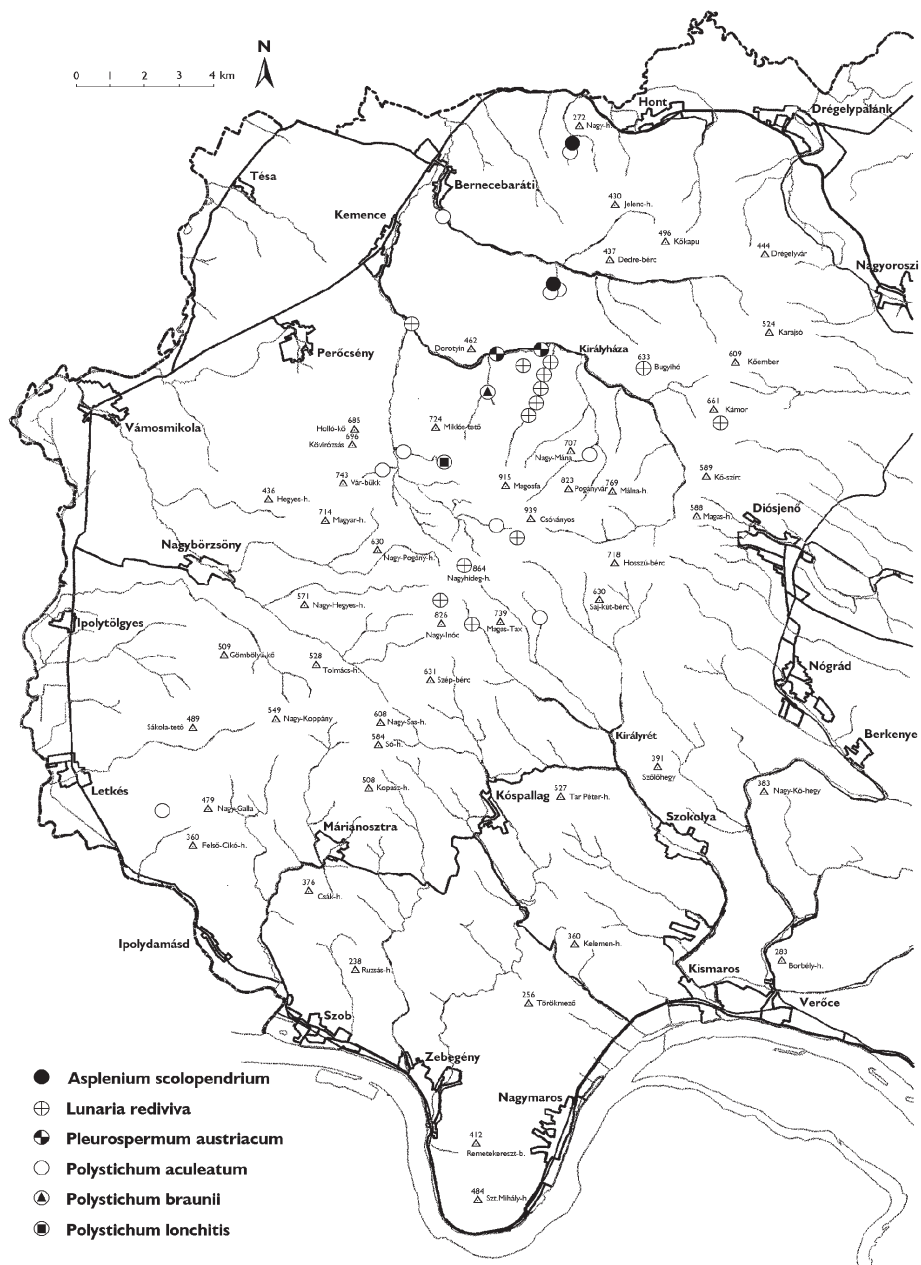 N
0 1 2 3 4 km
Hont
Drégelypalánk
272
Nagy-h.
Tésa
Bernecebaráti
430
Jelenc-h.
Kemence
496
Kőkapu
437
Dedre-bérc
444
Drégelyvár
Nagyoroszi
524
Karajsó
Perőcsény
462
Dorotyin
Királyháza
633
Bugyihó
609
Kőember
Vámosmikola
661
Kámor
685
Holló-kő
696
Kövirózsás
724
Miklós-tető
707
Nagy-Mána
743
Vár-bükk
915
Magosfa
823
Pogányvár
769
Málna-h.
589
Kő-szirt
436
Hegyes-h.
714
Magyar-h.
939
Csóványos
588
Magas-h.
Diósjenő
Nagybörzsöny
630
Nagy-Pogány-h.
864
Nagyhideg-h.
718
Hosszú-bérc
571
Nagy-Hegyes-h.
630
Saj-kut-bérc
Ipolytölgyes
826
Nagy-Inóc
739
Magas-Tax
509
Gömbölyű-kő
528
Tolmács-h.
631
Szép-bérc
Nógrád
549
Nagy-Koppány
489
Sákola-tető
608
Nagy-Sas-h.
584
Só-h.
Királyrét
Berkenye
391
Szőlőhegy
Letkés
508
Kopasz-h.
Kóspallag
527
Tar Péter-h.
383
Nagy-Kő-hegy
479
Nagy-Galla
Márianosztra
Szokolya
360
Felső-Cikó-h.
376
Csák-h.
Ipolydamásd
360
Kelemen-h.
238
Ruzsás-h.
Kismaros
283
Borbély-h.
256
Törökmező
Verőce
Szob
Zebegény
Nagymaros
412
Remetekereszt-b.
484
Szt.Mihály-h.
Asplenium scolopendrium
Lunaria rediviva
Pleurospermum austriacum
Polystichum aculeatum
Polystichum braunii
Polystichum lonchitis